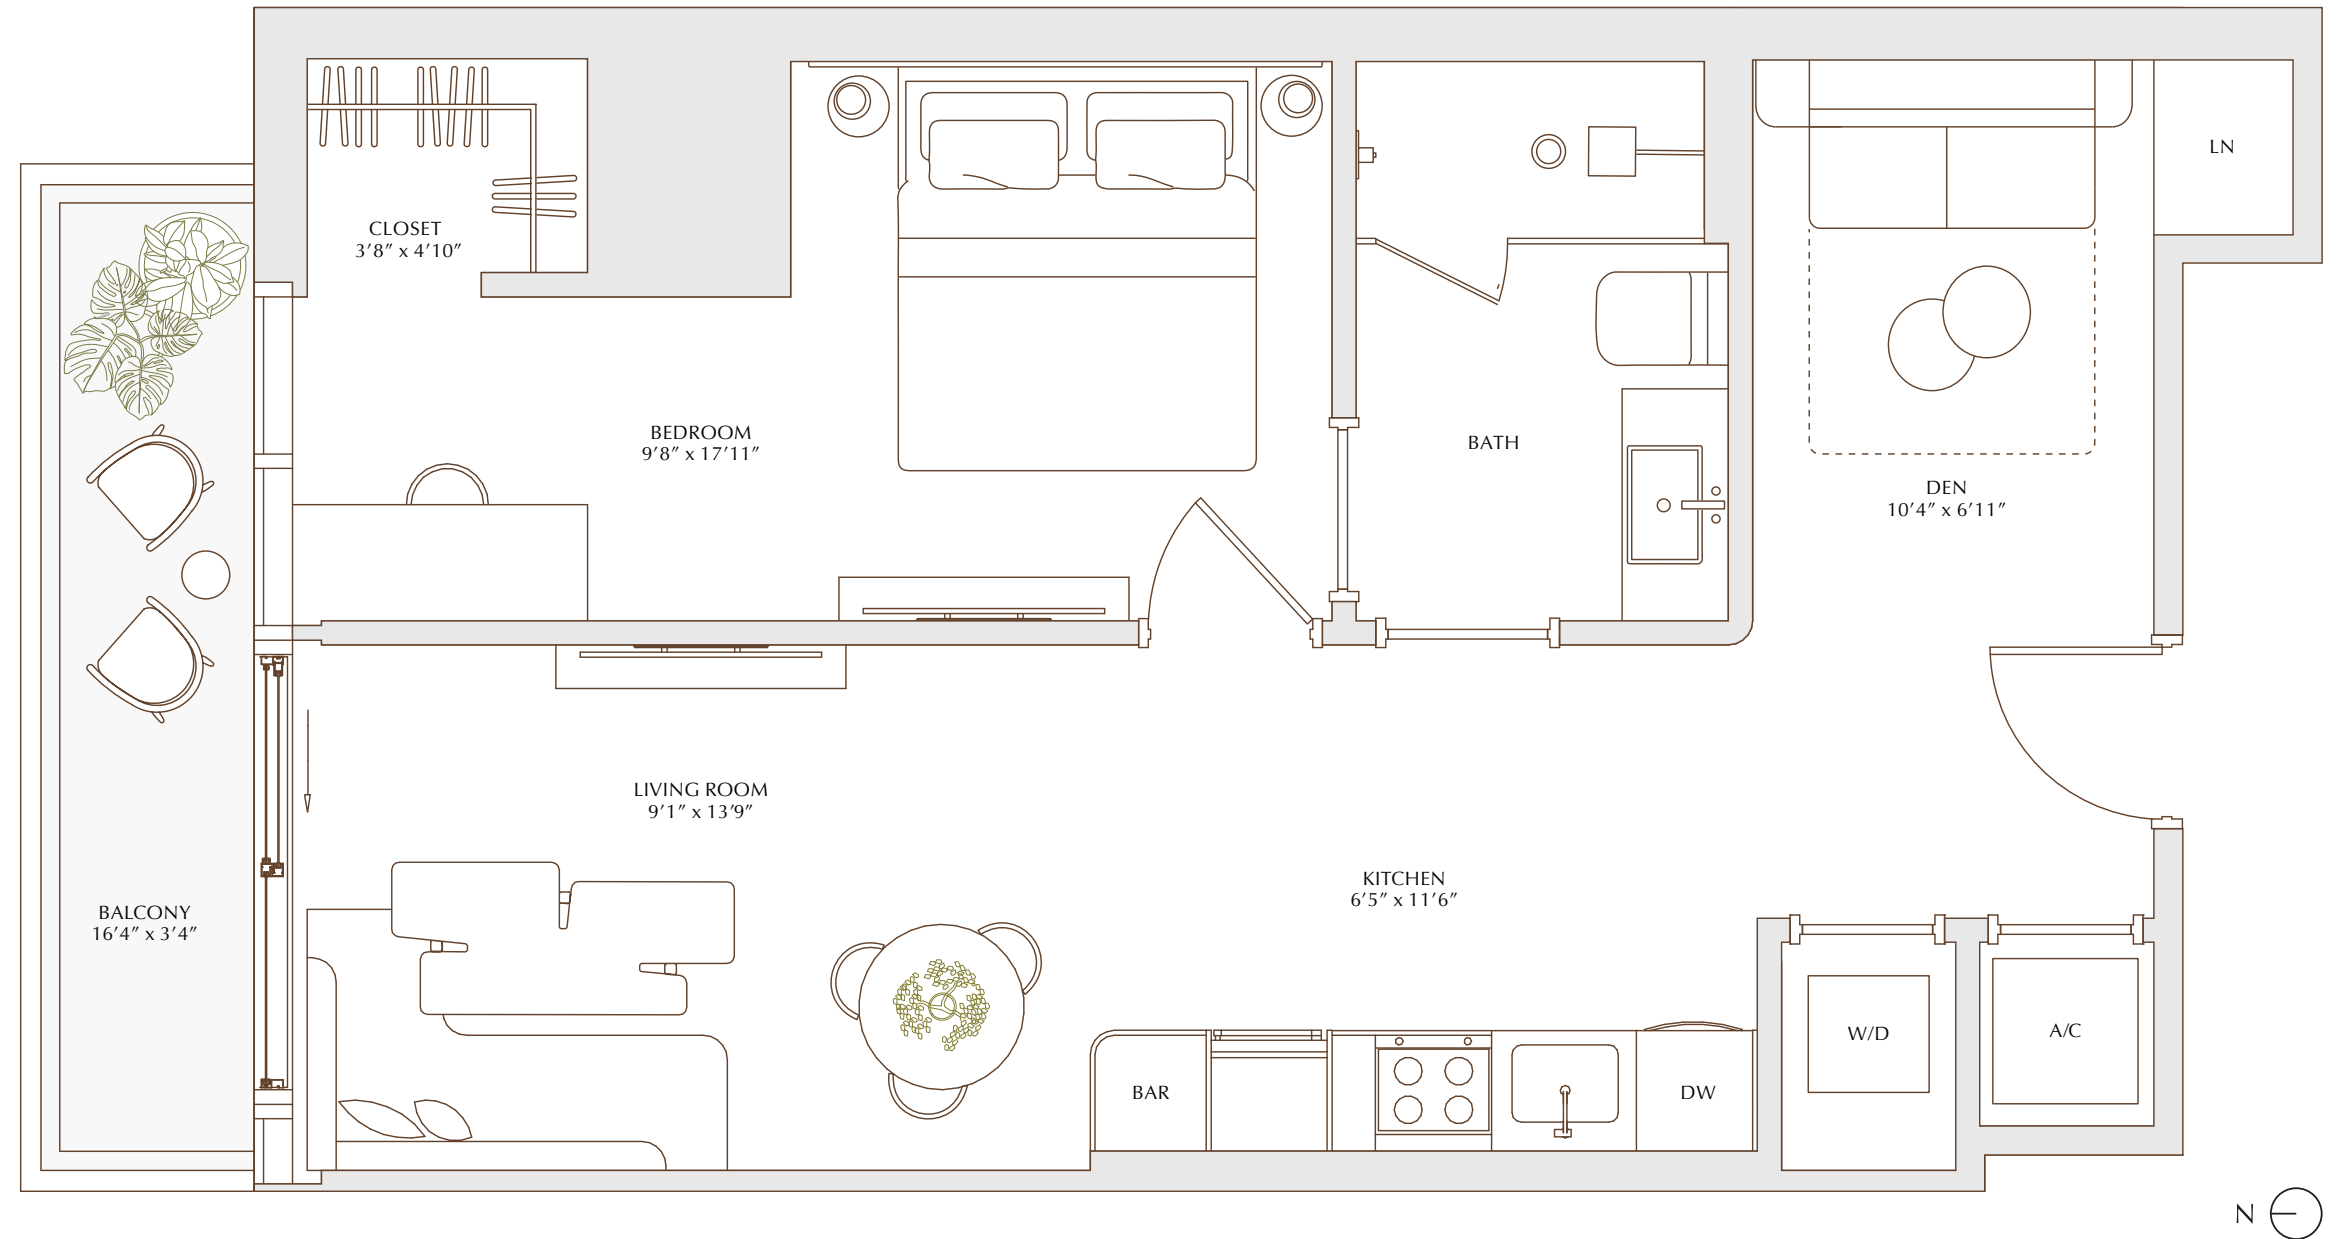 LN
CLOSET
3’8” x 4’10”
BEDROOM
9’8” x 17’11”
BATH
DEN
10’4” x 6’11”
LIVING ROOM
9’1” x 13’9”
KITCHEN
6’5” x 11’6”
BALCONY
16’4” x 3’4”
BAR
DW
W/D
A/C
N